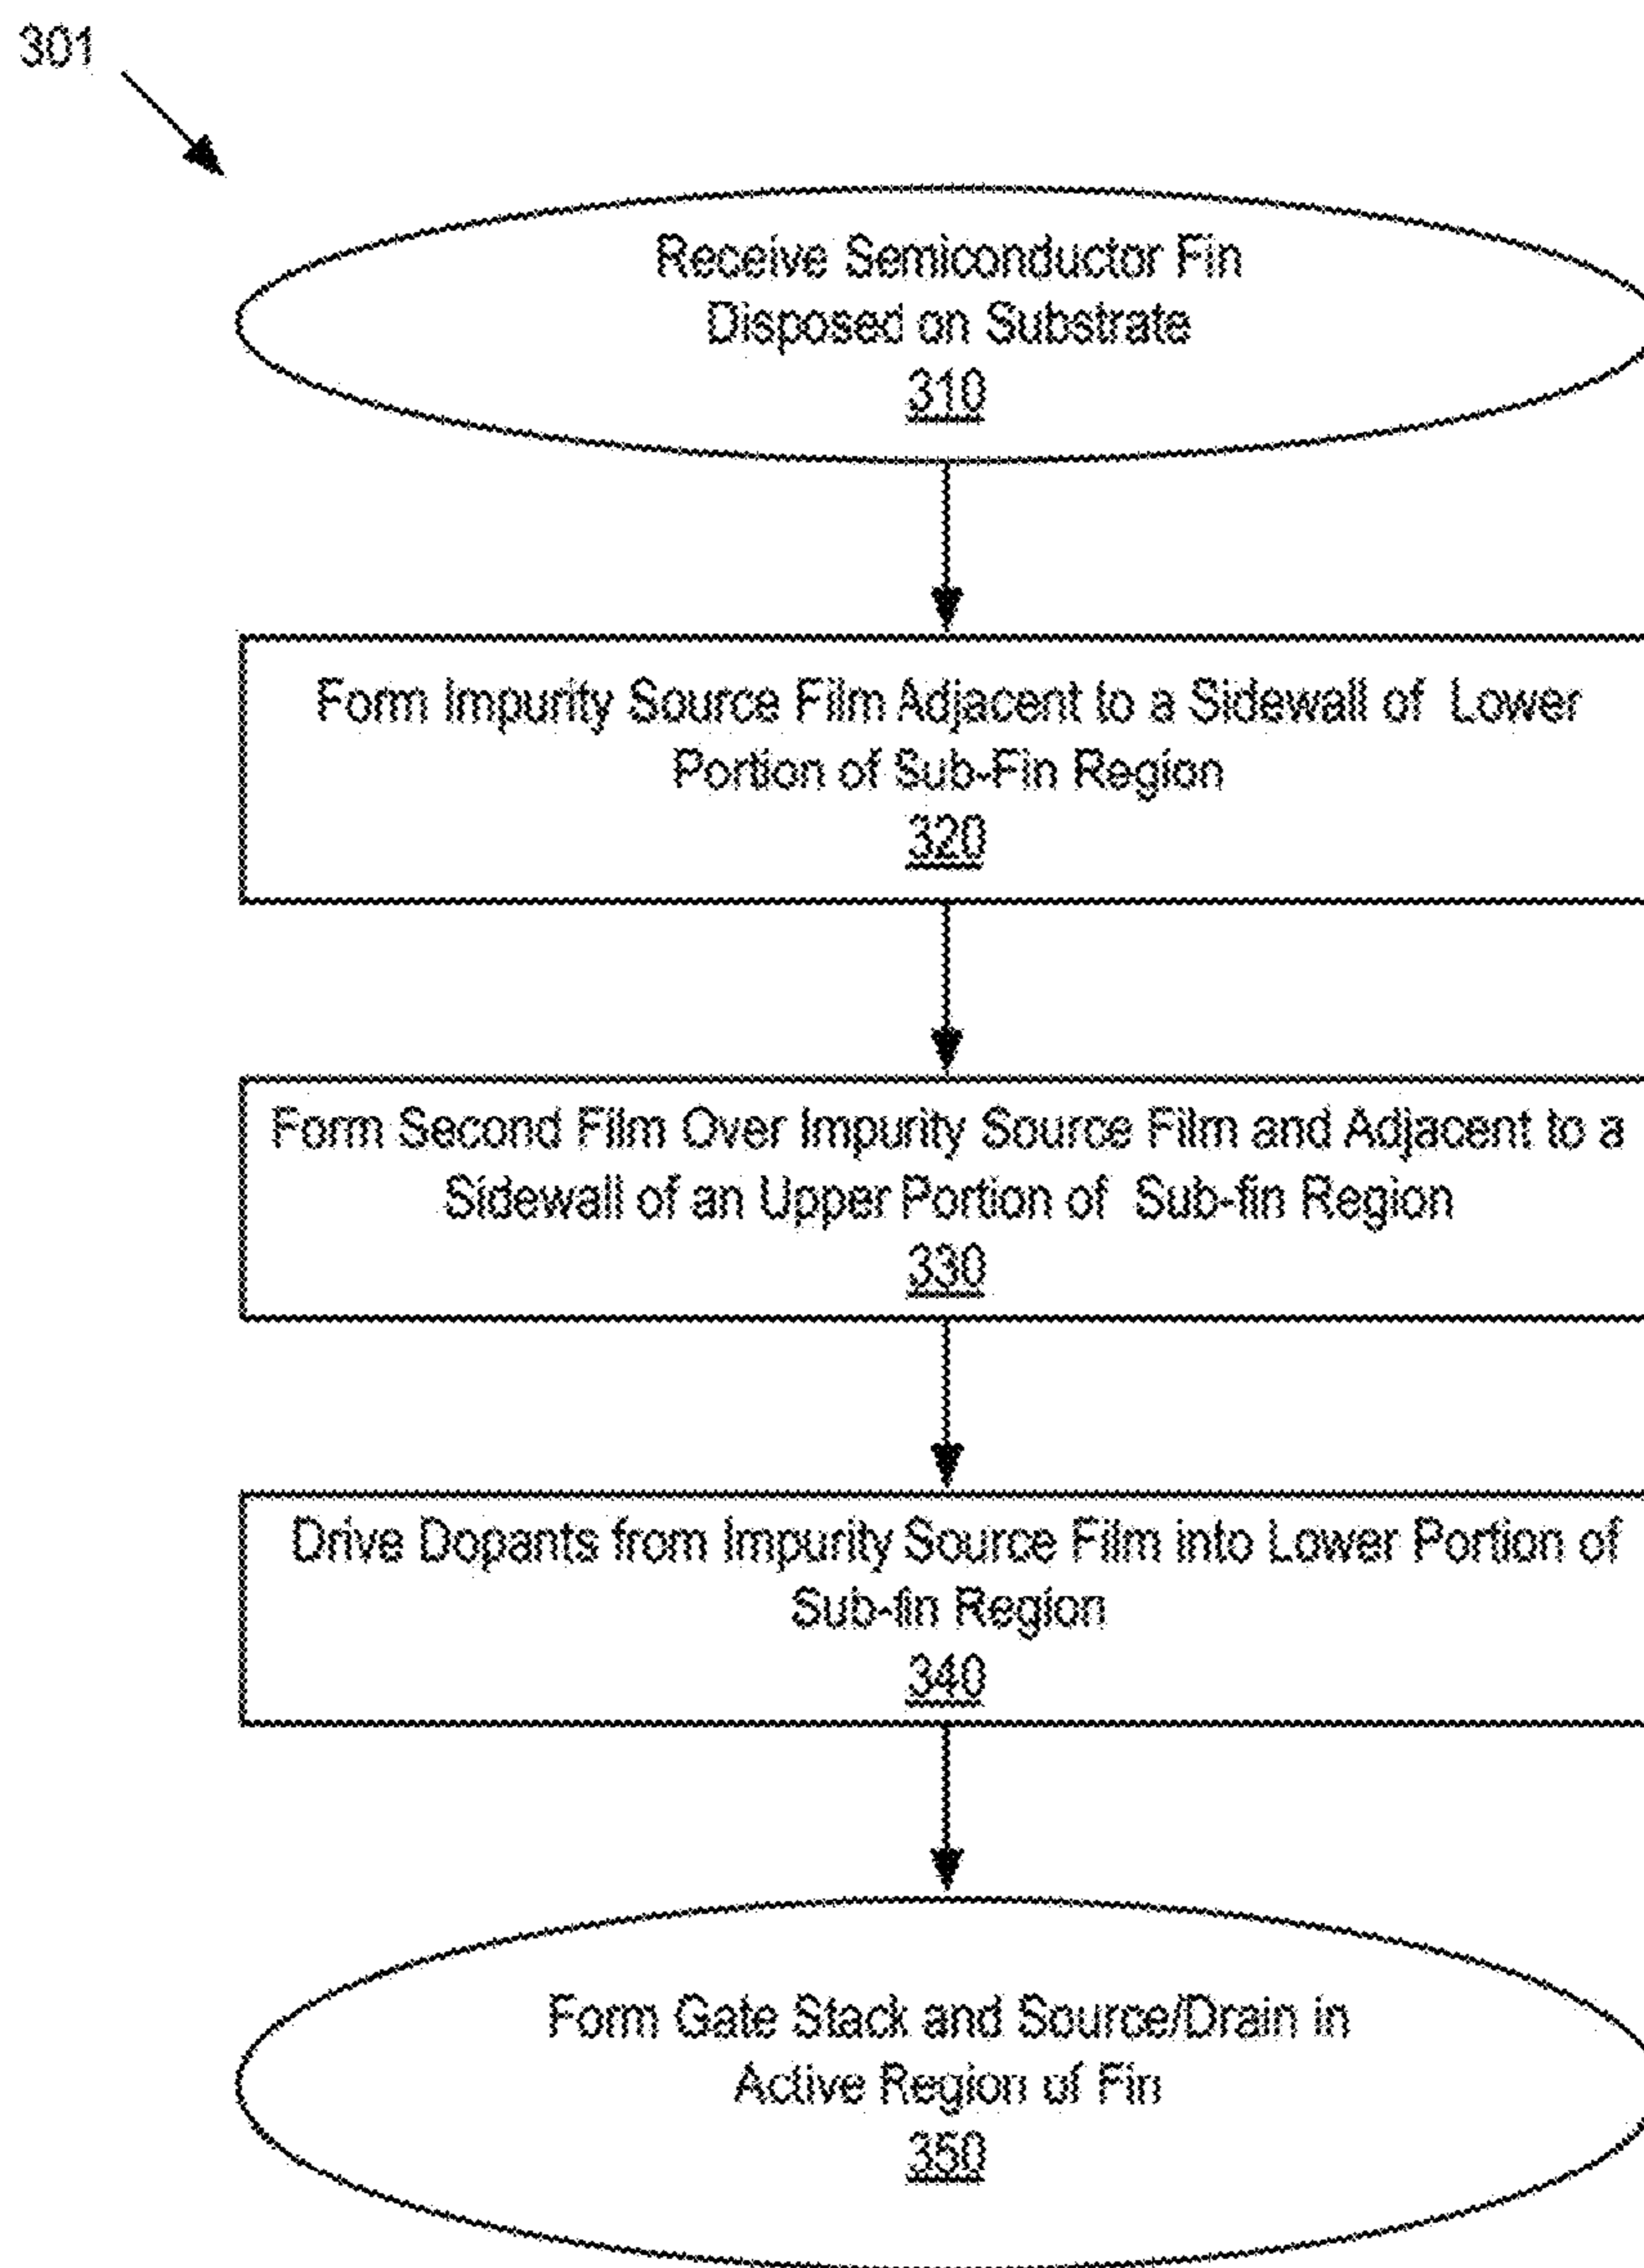 301
Receive Semiconductor Fin
Disposed on Substrate
310
Form Impurity Source Film Adjacent to a Sidewall of Lower
Portion of Sub-Fin Region
320
Form Second Film Over Impurity Source Film and Adjacent to a
Sidewall of an Upper Portion of Sub-fin Region
330
Drive Dopants from Impurity Source Film into Lower Portion of
Sub-fin Region
340
Form Gate Stack and Source/Drain in
Active Region of Fin
350